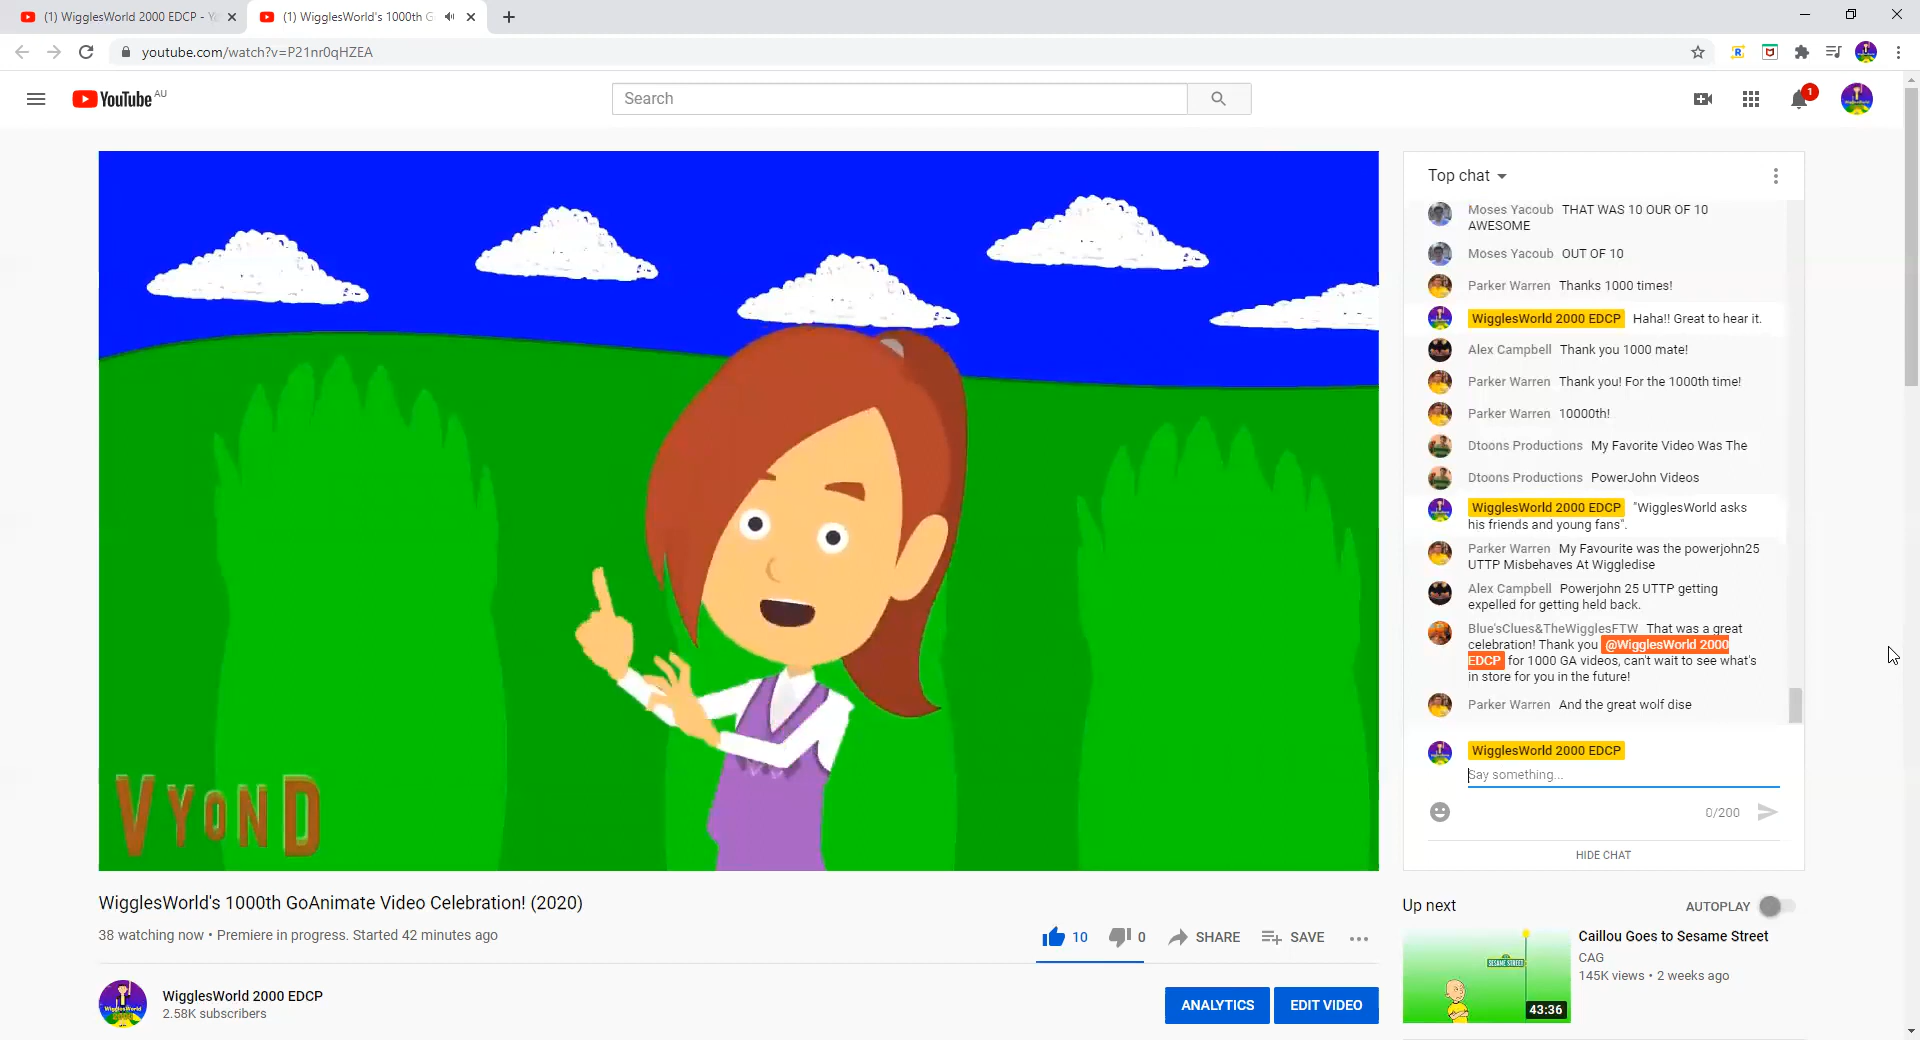 (1) WigglesWorld 2000 EDCP - Y
(1) WigglesWorld's 1000th G
youtube.com/watch?v=P21nr0qHZEA
YouTube AU
Search
1
Top chat
Moses Yacoub THAT WAS 10 OUR OF 10
AWESOME
Moses Yacoub OUT OF 10
Parker Warren Thanks 1000 times!
WigglesWorld 2000 EDCP Haha!! Great to hear it.
Alex Campbell Thank you 1000 mate!
Parker Warren Thank you! For the 1000th time!
Parker Warren 10000th!
Dtoons Productions My Favorite Video Was The
Dtoons Productions PowerJohn Videos
WigglesWorld 2000 EDCP "WigglesWorld asks
his friends and young fans".
Parker Warren My Favourite was the powerjohn25
UTTP Misbehaves At Wiggledise
Alex Campbell Powerjohn 25 UTTP getting
expelled for getting held back.
Blue'sClues&TheWigglesFTW That was a great
celebration! Thank you @WigglesWorld 2000
EDCP for 1000 GA videos, can't wait to see what's
in store for you in the future!
Parker Warren And the great wolf dise
WigglesWorld 2000 EDCP
Say something...
0/200
HIDE CHAT
VYOND
WigglesWorld's 1000th GoAnimate Video Celebration! (2020)
38 watching now • Premiere in progress. Started 42 minutes ago
10 0 SHARE SAVE
WigglesWorld 2000 EDCP
2.58K subscribers
ANALYTICS EDIT VIDEO
Up next AUTOPLAY
Caillou Goes to Sesame Street
CAG
145K views • 2 weeks ago
SESAME STREET
43:36